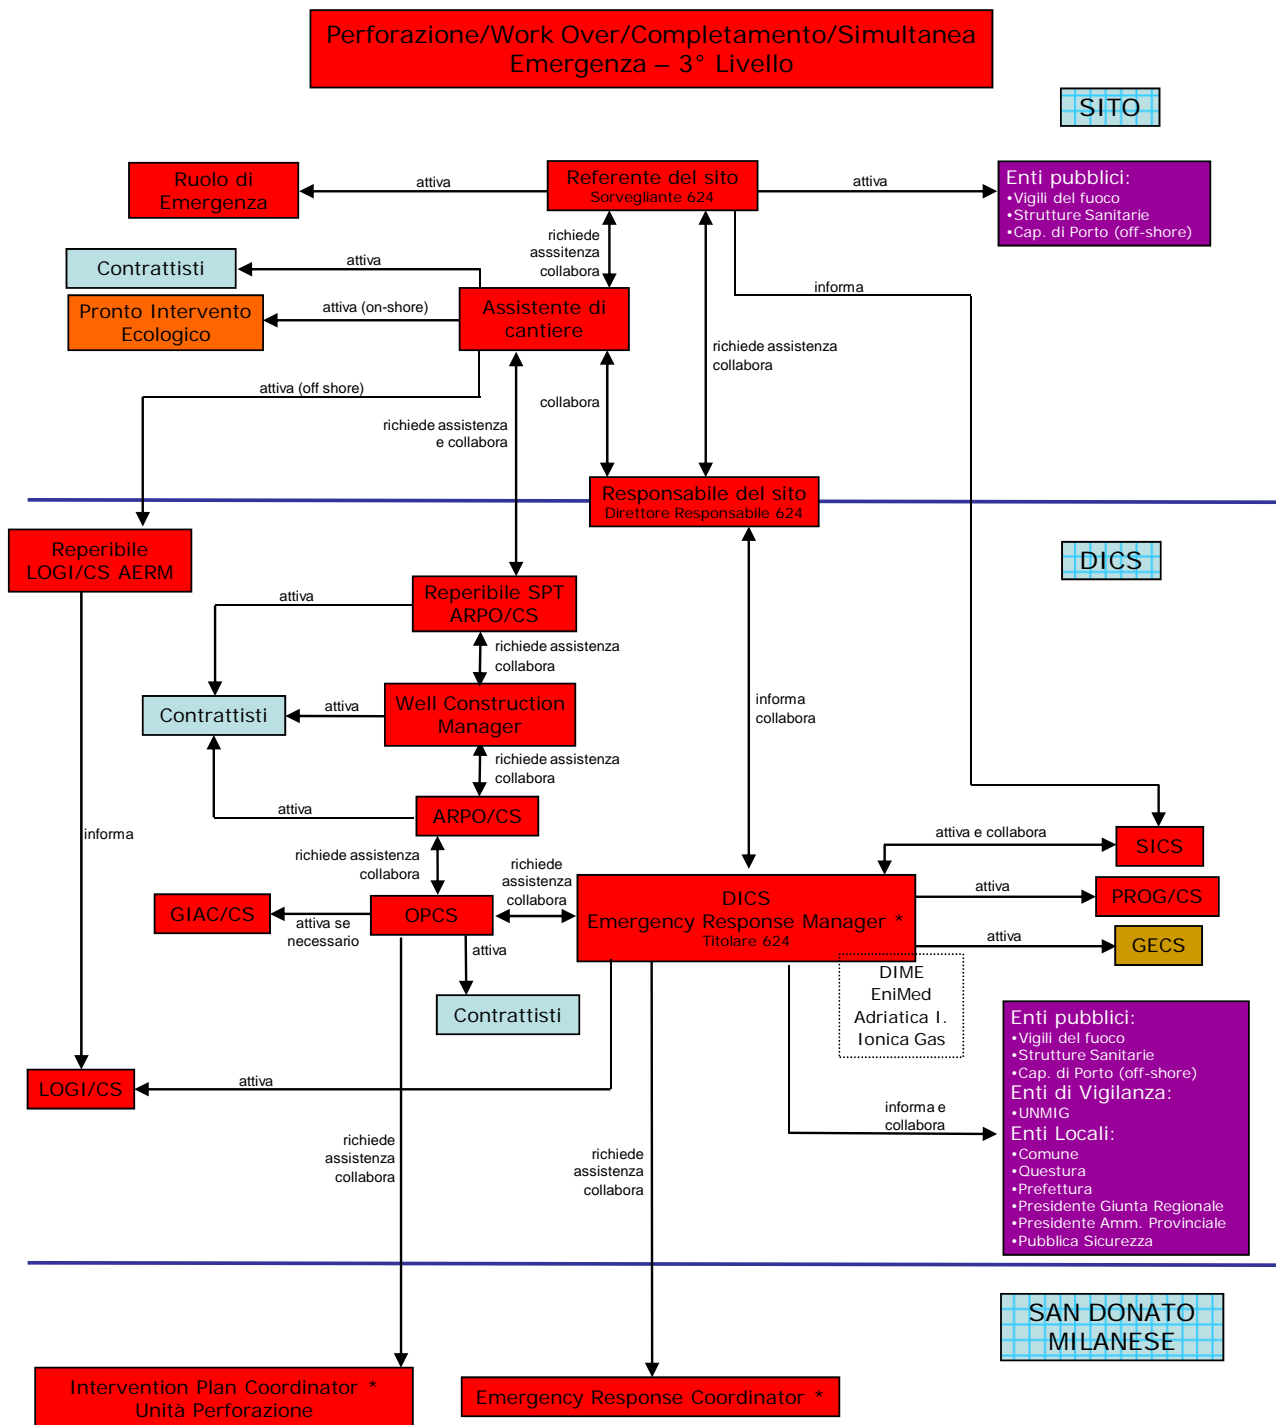 Perforazione/Work Over/Completamento/Simultanea
Emergenza – 3° Livello
SITO
Ruolo di
Emergenza
attiva
Referente del sito
Sorvegliante 624
attiva
Enti pubblici:
•Vigili del fuoco
•Strutture Sanitarie
•Cap. di Porto (off-shore)
richiede
asssitenza
collabora
Contrattisti
attiva
informa
Pronto Intervento
Ecologico
attiva (on-shore)
Assistente di
cantiere
richiede assistenza
collabora
attiva (off shore)
collabora
richiede assistenza
e collabora
Responsabile del sito
Direttore Responsabile 624
Reperibile
LOGI/CS AERM
DICS
attiva
Reperibile SPT
ARPO/CS
richiede assistenza
collabora
Contrattisti
attiva
Well Construction
Manager
informa
collabora
richiede assistenza
collabora
attiva
ARPO/CS
informa
attiva e collabora
SICS
richiede assistenza
collabora
richiede
assistenza
collabora
GIAC/CS
attiva se
necessario
OPCS
DICS
Emergency Response Manager *
Titolare 624
attiva
PROG/CS
attiva
attiva
GECS
DIME
EniMed
Adriatica I.
Ionica Gas
Contrattisti
Enti pubblici:
•Vigili del fuoco
•Strutture Sanitarie
•Cap. di Porto (off-shore)
Enti di Vigilanza:
•UNMIG
Enti Locali:
•Comune
•Questura
•Prefettura
•Presidente Giunta Regionale
•Presidente Amm. Provinciale
•Pubblica Sicurezza
LOGI/CS
attiva
informa e
collabora
richiede
assistenza
collabora
richiede
assistenza
collabora
SAN DONATO
MILANESE
Intervention Plan Coordinator *
Unità Perforazione
Emergency Response Coordinator *